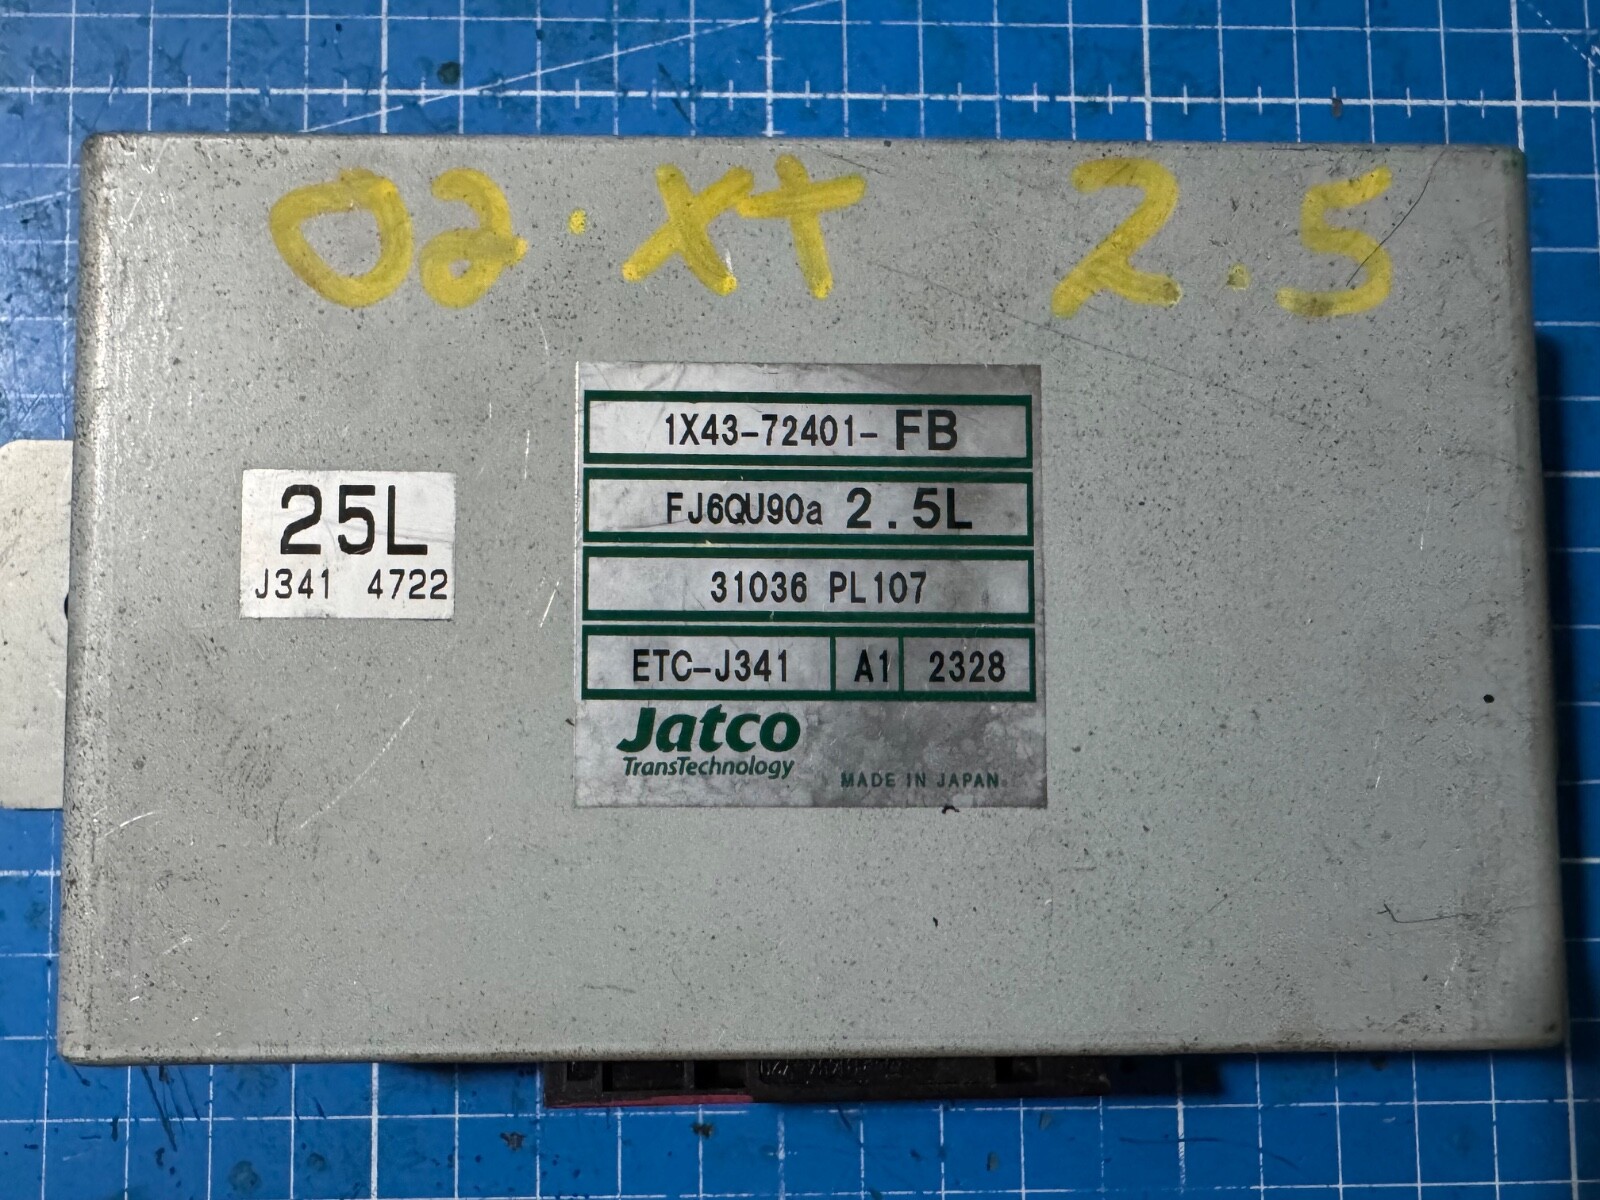 02. XT 2.5
1X43-72401-FB
FJ6QU90a 2.5L
31036 PL107
ETC-J341 A1 2328
Jatco
TransTechnology
MADE IN JAPAN
25L
J341 4722